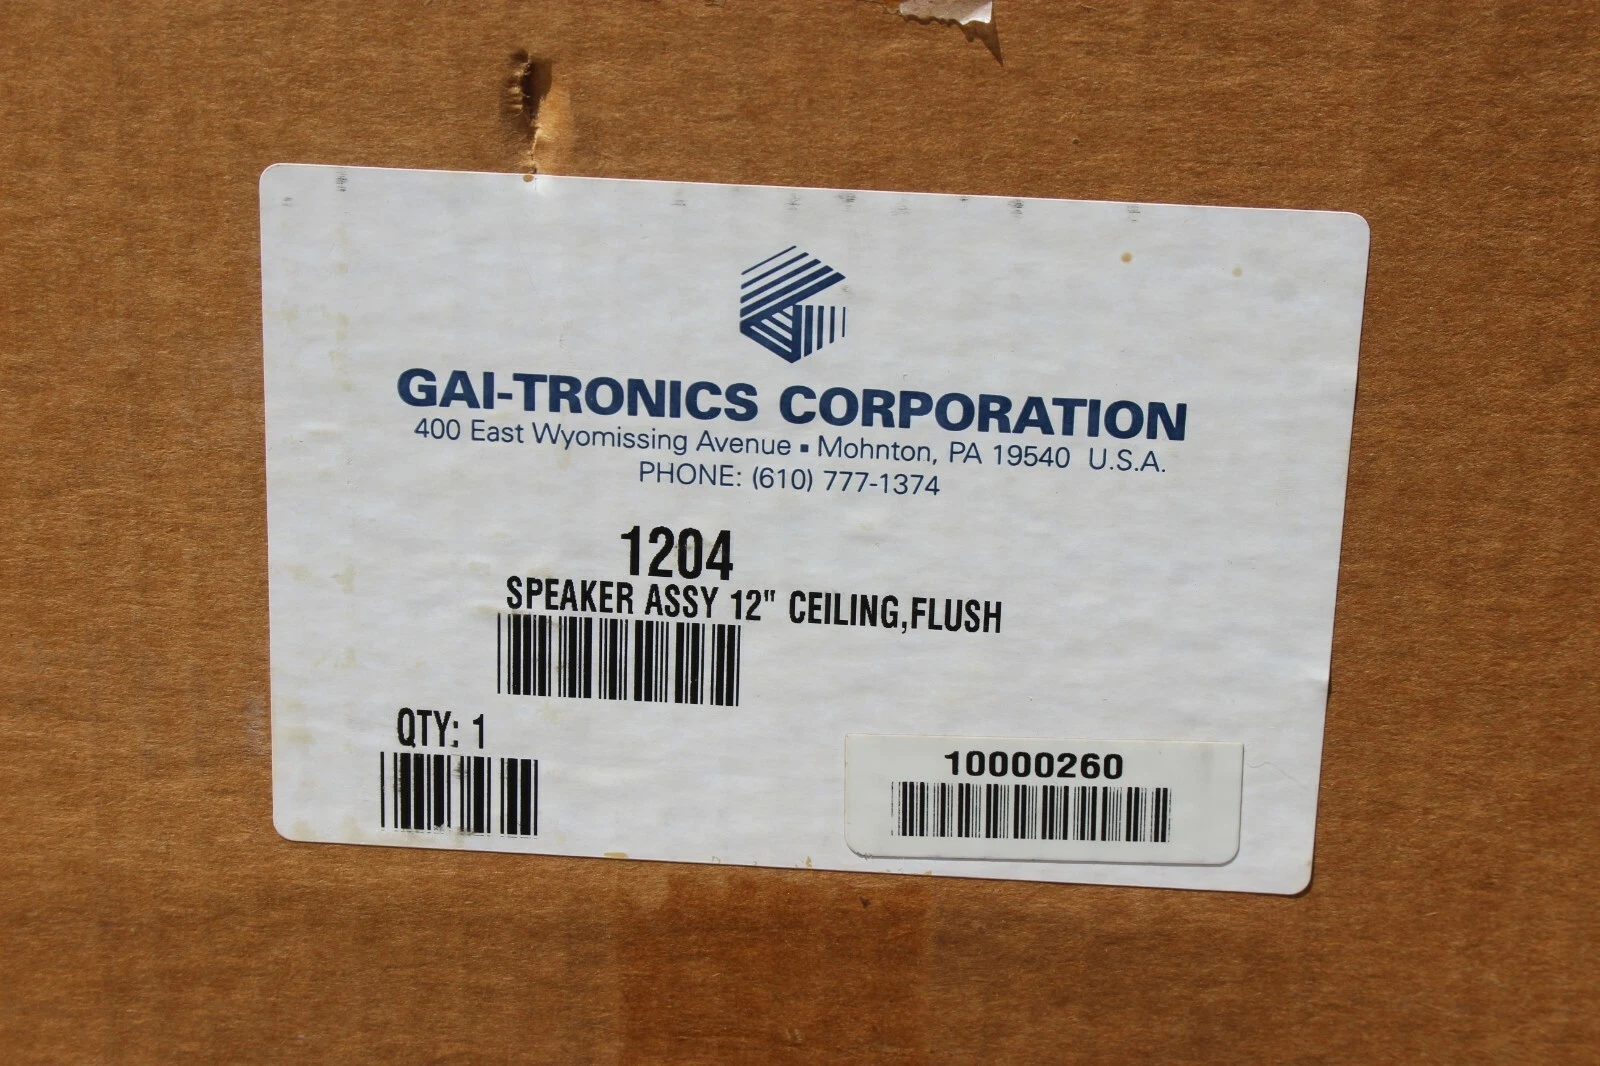 GAI-TRONICS CORPORATION
400 East Wyomissing Avenue ▪ Mohnton, PA 19540 U.S.A.
PHONE: (610) 777-1374
1204
SPEAKER ASSY 12" CEILING,FLUSH
QTY: 1
10000260